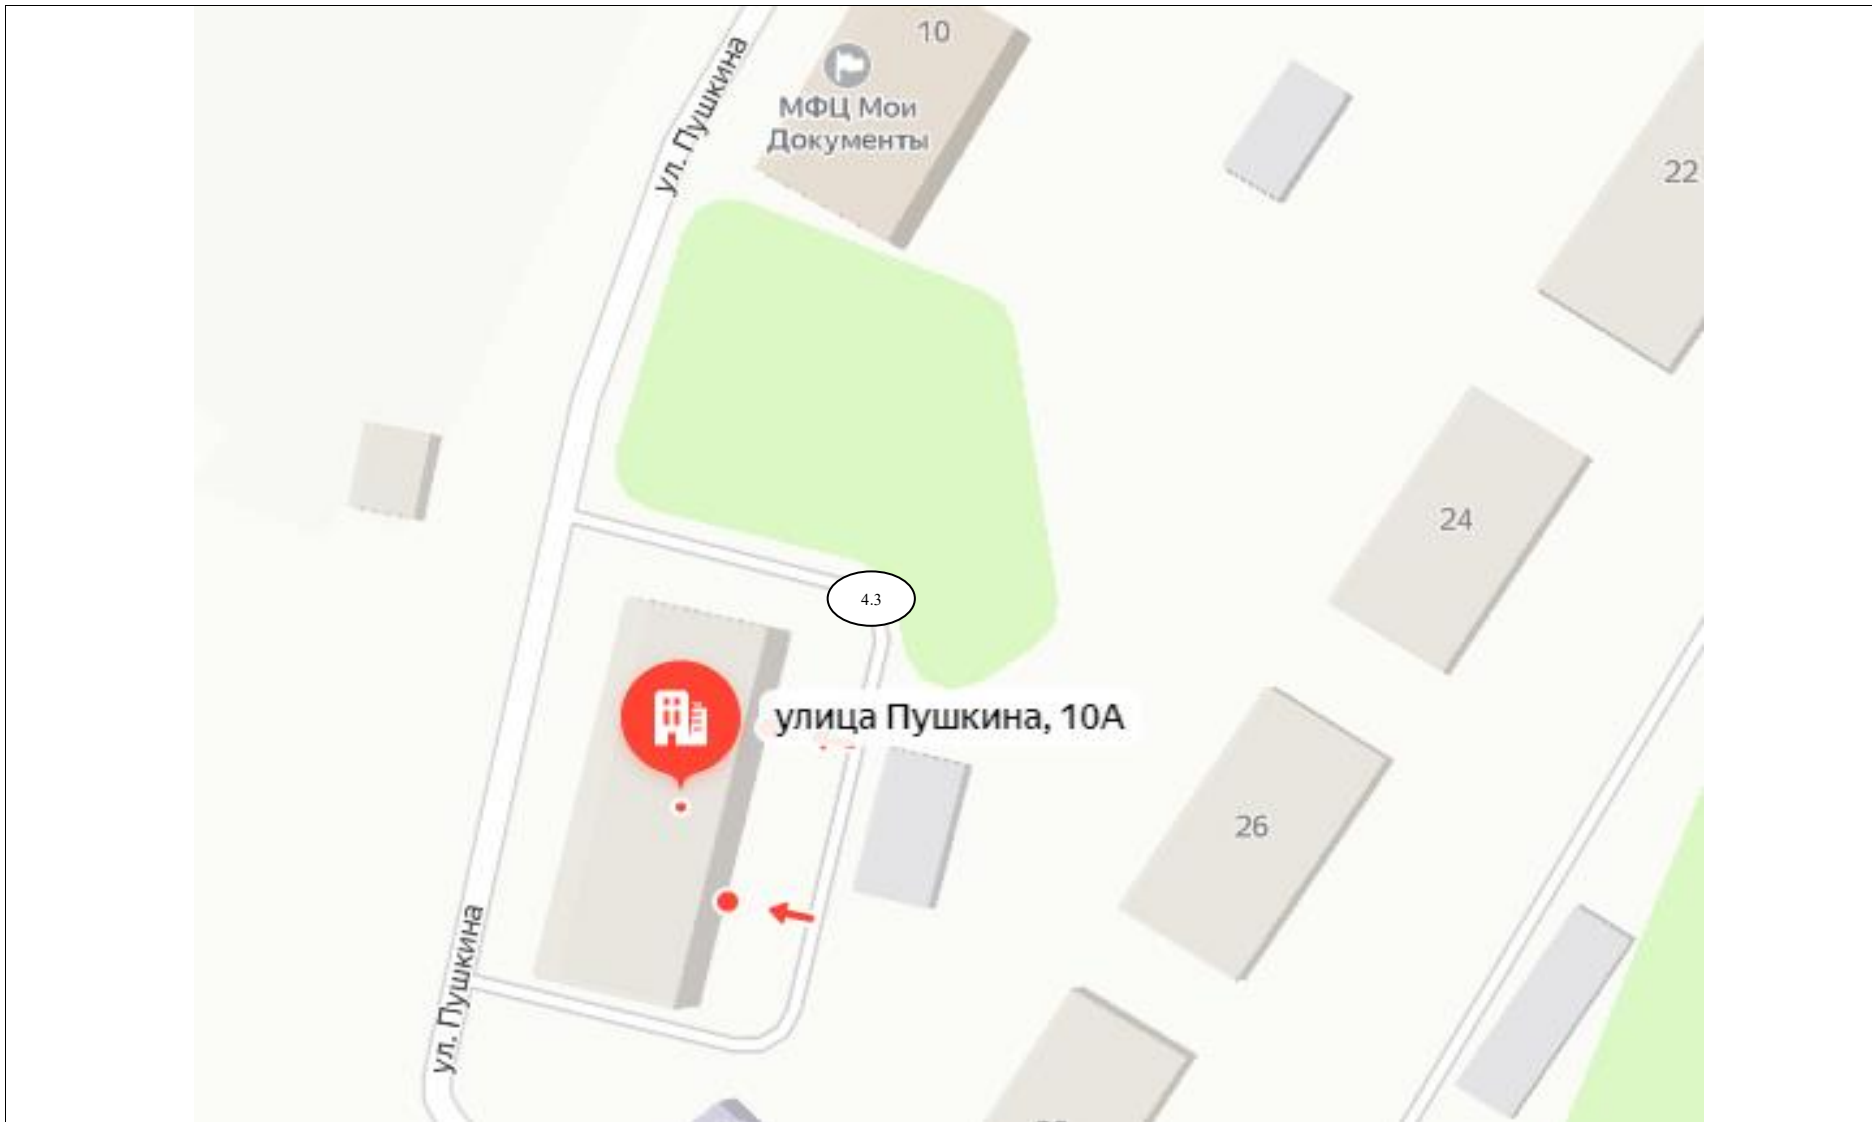 10
ул. Пушкина
МФЦ Мои
Документы
22
24
4.3
улица Пушкина, 10А
26
ул. Пушкина